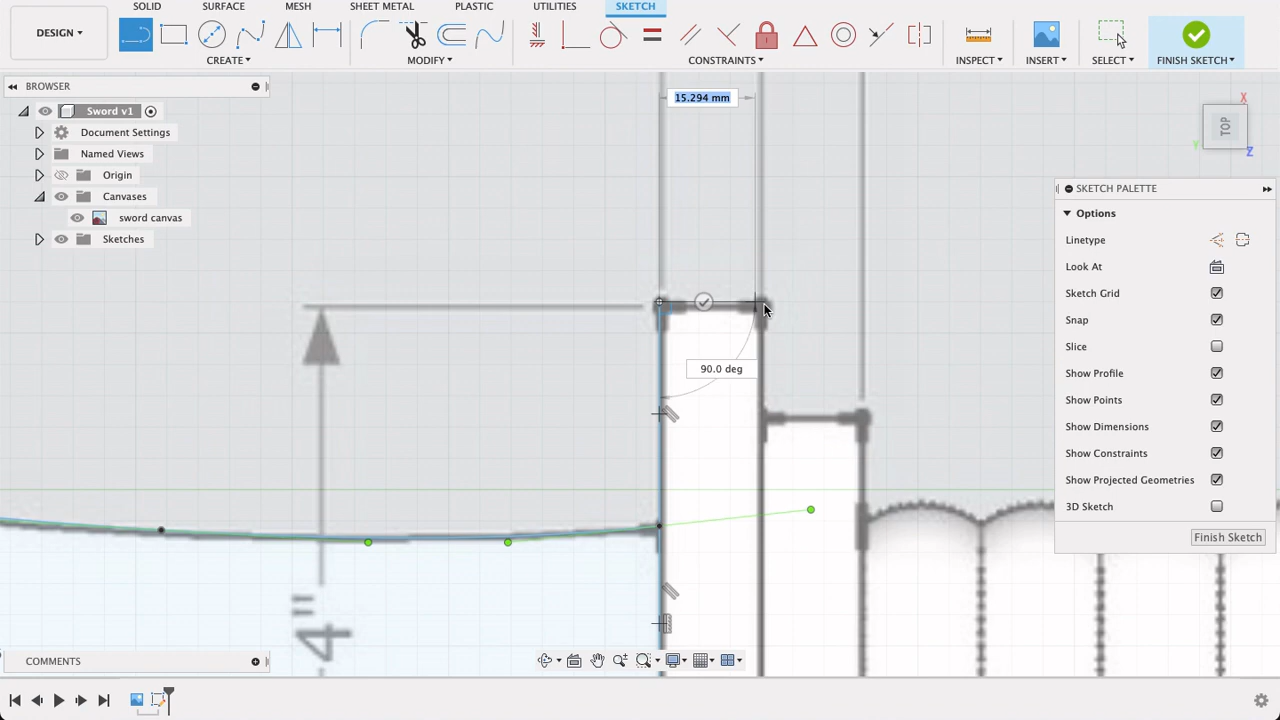 SOLID SURFACE MESH SHEET METAL PLASTIC UTILITIES SKETCH
DESIGN
CREATE MODIFY CONSTRAINTS INSPECT INSERT SELECT FINISH SKETCH
BROWSER
Sword v1
Document Settings
Named Views
Origin
Canvases
sword canvas
Sketches
15.294 mm
90.0 deg
4"
X
TOP
Y
Z
SKETCH PALETTE
Options
Linetype
Look At
Sketch Grid
Snap
Slice
Show Profile
Show Points
Show Dimensions
Show Constraints
Show Projected Geometries
3D Sketch
Finish Sketch
COMMENTS